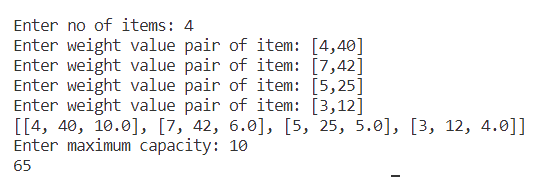 Enter no of items: 4
Enter weight value pair of item: [4,40]
Enter weight value pair of item: [7,42]
Enter weight value pair of item: [5,25]
Enter weight value pair of item: [3,12]
[[4, 40, 10.0], [7, 42, 6.0], [5, 25, 5.0], [3, 12, 4.0]]
Enter maximum capacity: 10
65